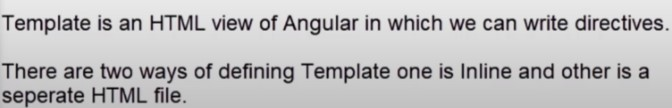 Template is an HTML view of Angular in which we can write directives.
There are two ways of defining Template one is Inline and other is a
seperate HTML file.